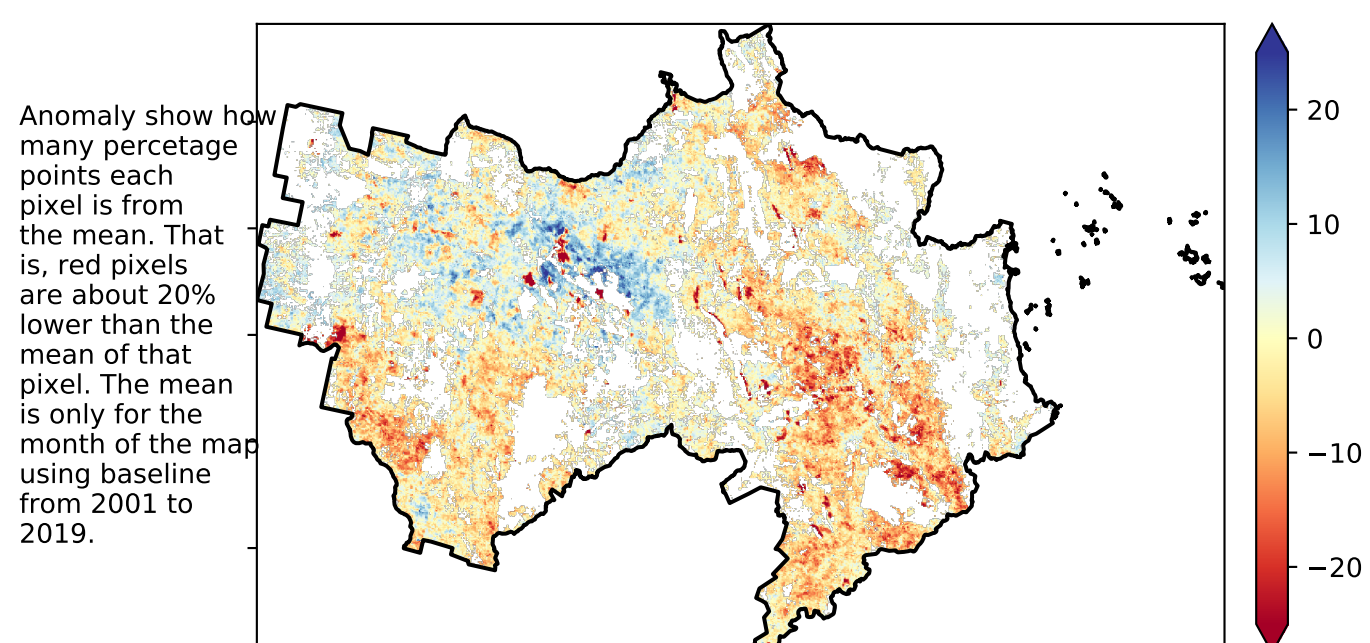 Anomaly show how
many percetage
points each
pixel is from
the mean. That
is, red pixels
are about 20%
lower than the
mean of that
pixel. The mean
is only for the
month of the map
using baseline
from 2001 to
2019.
20
10
0
−10
−20